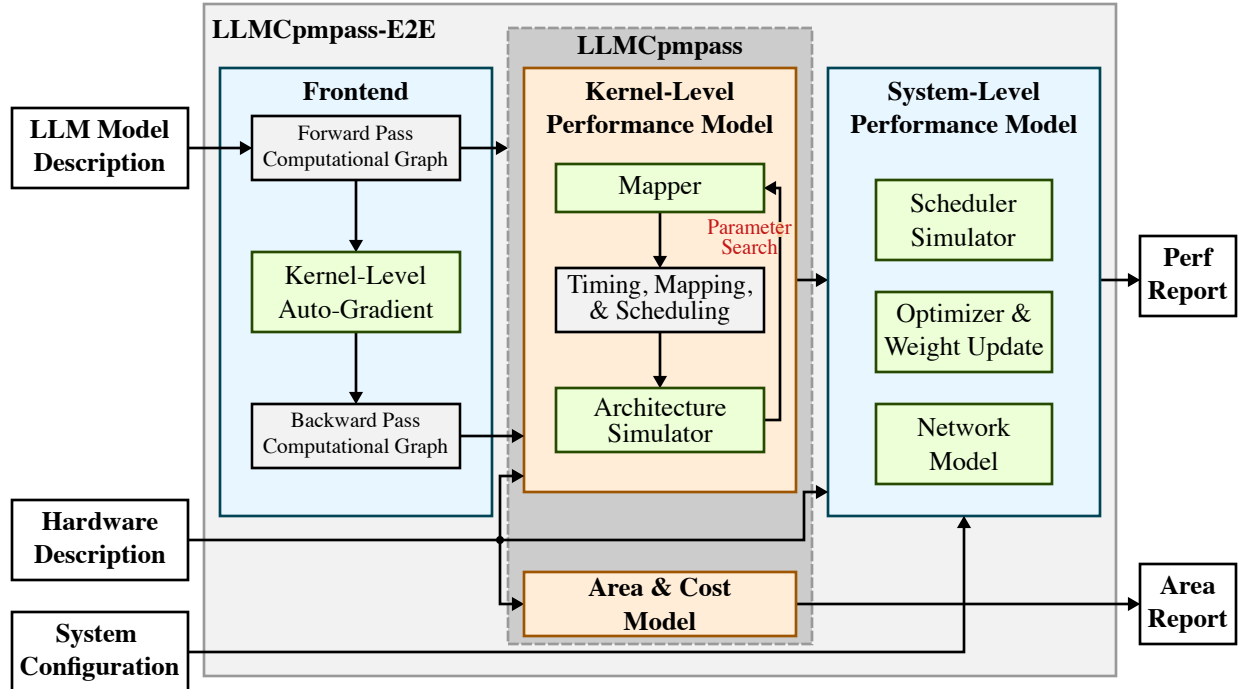 LLMCpmpass-E2E
LLMCpmpass
LLM Model
Description
Frontend
Forward Pass
Computational Graph
Kernel-Level
Auto-Gradient
Backward Pass
Computational Graph
Kernel-Level
Performance Model
Mapper
Parameter
Search
Timing, Mapping,
& Scheduling
Architecture
Simulator
System-Level
Performance Model
Scheduler
Simulator
Optimizer &
Weight Update
Network
Model
Perf
Report
Hardware
Description
Area & Cost
Model
Area
Report
System
Configuration